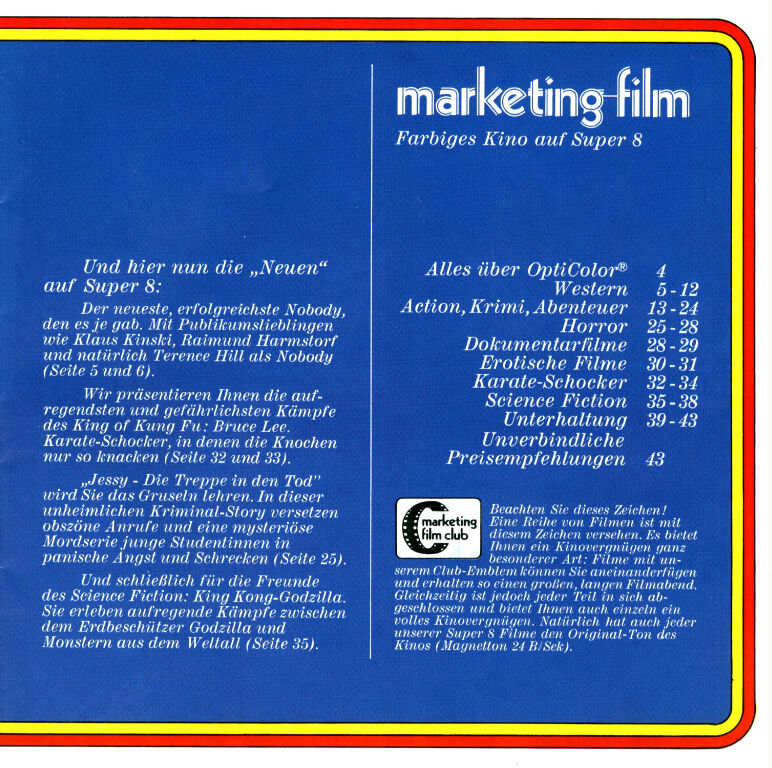 Und hier nun die „Neuen“
auf Super 8:
Der neueste, erfolgreichste Nobody,
den es je gab. Mit Publikumslieblingen
wie Klaus Kinski, Raimund Harmstorf
und natürlich Terence Hill als Nobody
(Seite 5 und 6).
Wir präsentieren Ihnen die auf-
regendsten und gefährlichsten Kämpfe
des King of Kung Fu: Bruce Lee.
Karate-Schocker, in denen die Knochen
nur so knacken (Seite 32 und 33).
„Jessy - Die Treppe in den Tod”
wird Sie das Gruseln lehren. In dieser
unheimlichen Kriminal-Story versetzen
obszöne Anrufe und eine mysteriöse
Mordserie junge Studentinnen in
panische Angst und Schrecken (Seite 25).
Und schließlich für die Freunde
des Science Fiction: King Kong-Godzilla.
Sie erleben aufregende Kämpfe zwischen
dem Erdbeschützer Godzilla und
Monstern aus dem Weltall (Seite 35).
marketing-film
Farbiges Kino auf Super 8
Alles über OptiColor® 4
Western 5-12
Action, Krimi, Abenteuer 13-24
Horror 25-28
Dokumentarfilme 28-29
Erotische Filme 30-31
Karate-Schocker 32-34
Science Fiction 35-38
Unterhaltung 39-43
Unverbindliche
Preisempfehlungen 43
marketing
film club
Beachten Sie dieses Zeichen!
Eine Reihe von Filmen ist mit
diesem Zeichen versehen. Es bietet
Ihnen ein Kinovergnügen ganz
besonderer Art: Filme mit un-
serem Club-Emblem können Sie aneinanderfügen
und erhalten so einen großen, langen Filmabend.
Gleichzeitig ist jedoch jeder Teil in sich ab-
geschlossen und bietet Ihnen auch einzeln ein
volles Kinovergnügen. Natürlich hat auch jeder
unserer Super 8 Filme den Original-Ton des
Kinos (Magnetton 24 B/Sek).